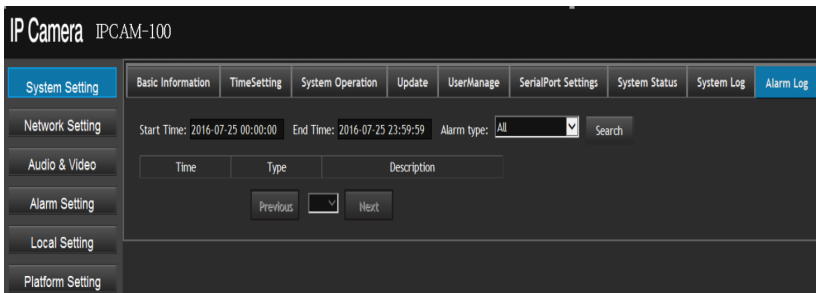 IP Camera IPCAM-100
System Setting
Basic Information TimeSetting System Operation Update UserManage SerialPort Settings System Status System Log Alarm Log
Network Setting
Start Time: 2016-07-25 00:00:00 End Time: 2016-07-25 23:59:59 Alarm type: All Search
Audio & Video
Time Type Description
Alarm Setting
Previous Next
Local Setting
Platform Setting